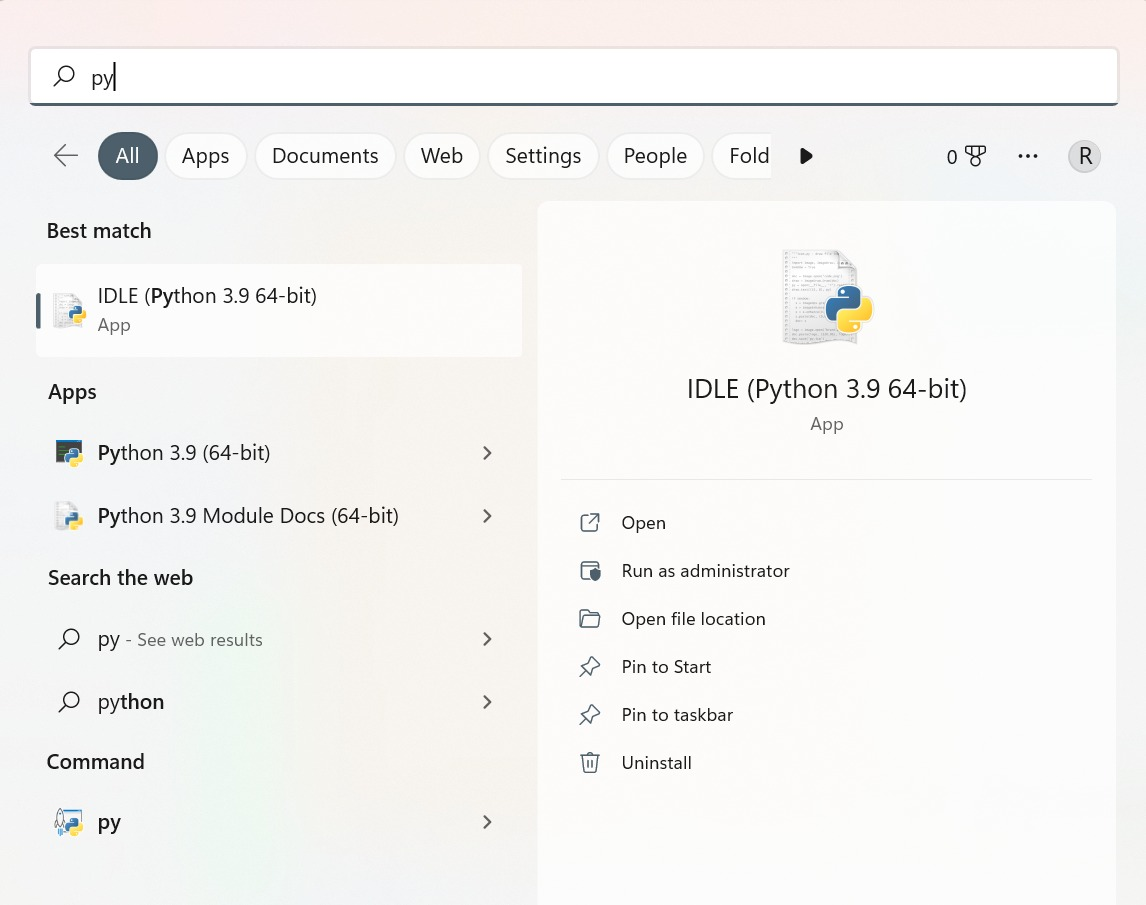 py
All
Apps
Documents
Web
Settings
People
Fold
0
R
Best match
IDLE (Python 3.9 64-bit)
App
Apps
Python 3.9 (64-bit)
Python 3.9 Module Docs (64-bit)
Search the web
py - See web results
python
Command
py
IDLE (Python 3.9 64-bit)
App
Open
Run as administrator
Open file location
Pin to Start
Pin to taskbar
Uninstall